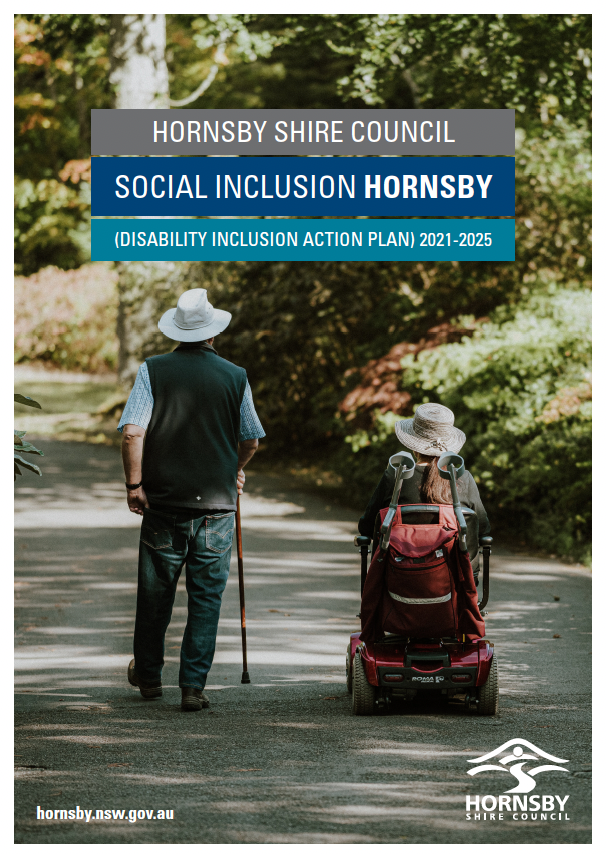 HORNSBY SHIRE COUNCIL
SOCIAL INCLUSION HORNSBY
(DISABILITY INCLUSION ACTION PLAN) 2021-2025
ROMA
hornsby.nsw.gov.au
HORNSBY
SHIRE COUNCIL